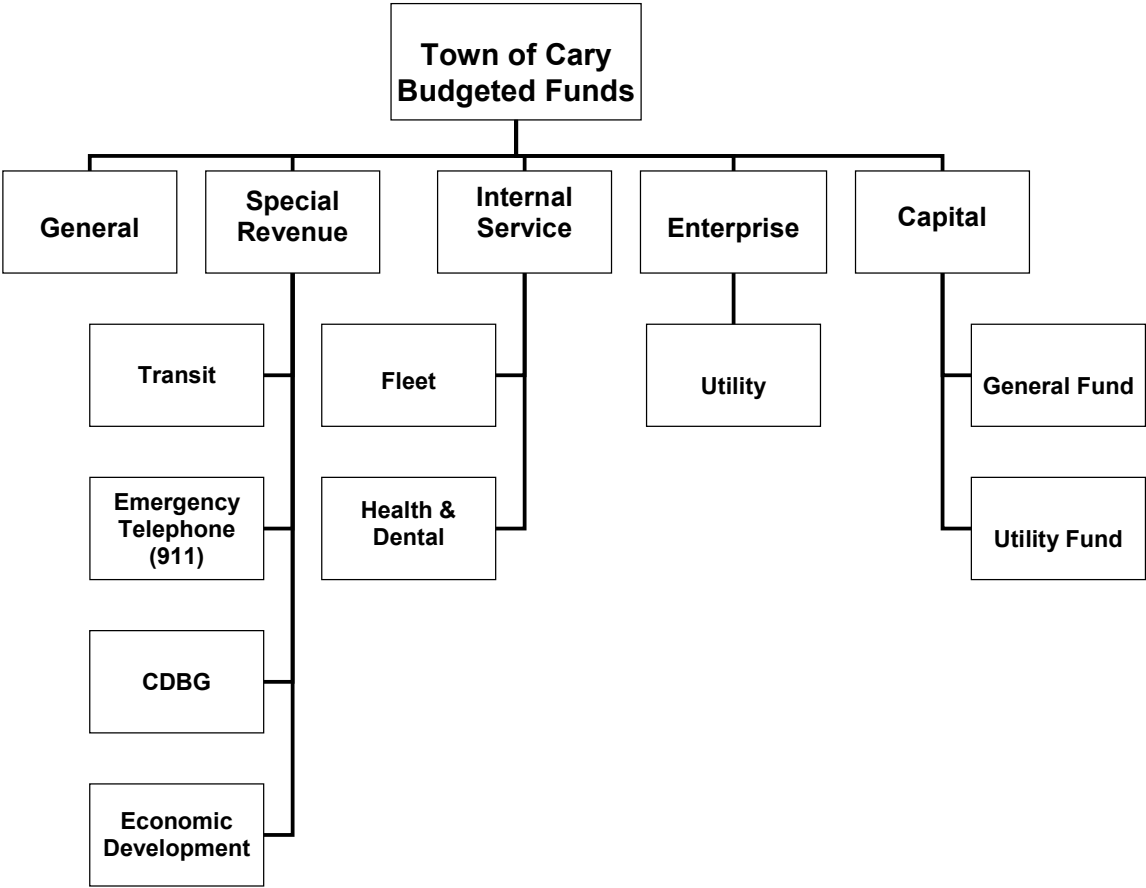 Town of Cary
Budgeted Funds
General
Special
Revenue
Internal
Service
Enterprise
Capital
Transit
Fleet
Utility
General Fund
Emergency
Telephone
(911)
Health &
Dental
Utility Fund
CDBG
Economic
Development